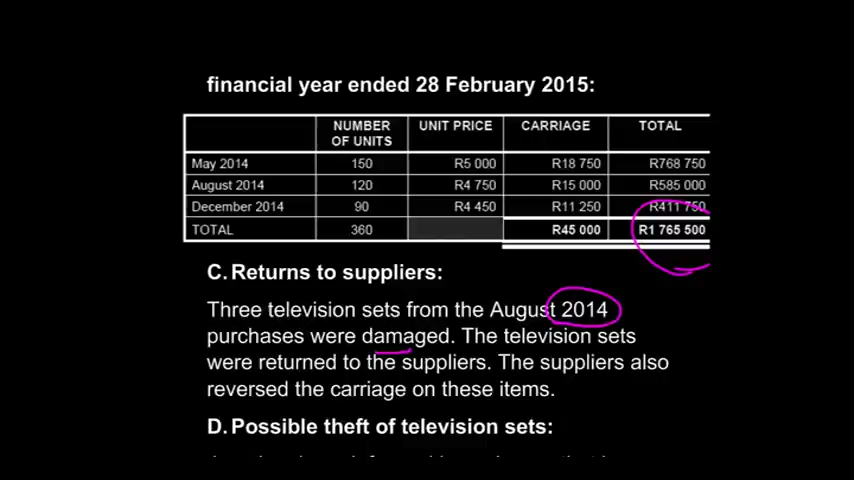 financial year ended 28 February 2015:
NUMBER OF UNITS UNIT PRICE CARRIAGE TOTAL
May 2014 150 R5 000 R18 750 R768 750
August 2014 120 R4 750 R15 000 R585 000
December 2014 90 R4 450 R11 250 R411 750
TOTAL 360 R45 000 R1 765 500
C. Returns to suppliers:
Three television sets from the August 2014
purchases were damaged. The television sets
were returned to the suppliers. The suppliers also
reversed the carriage on these items.
D. Possible theft of television sets: